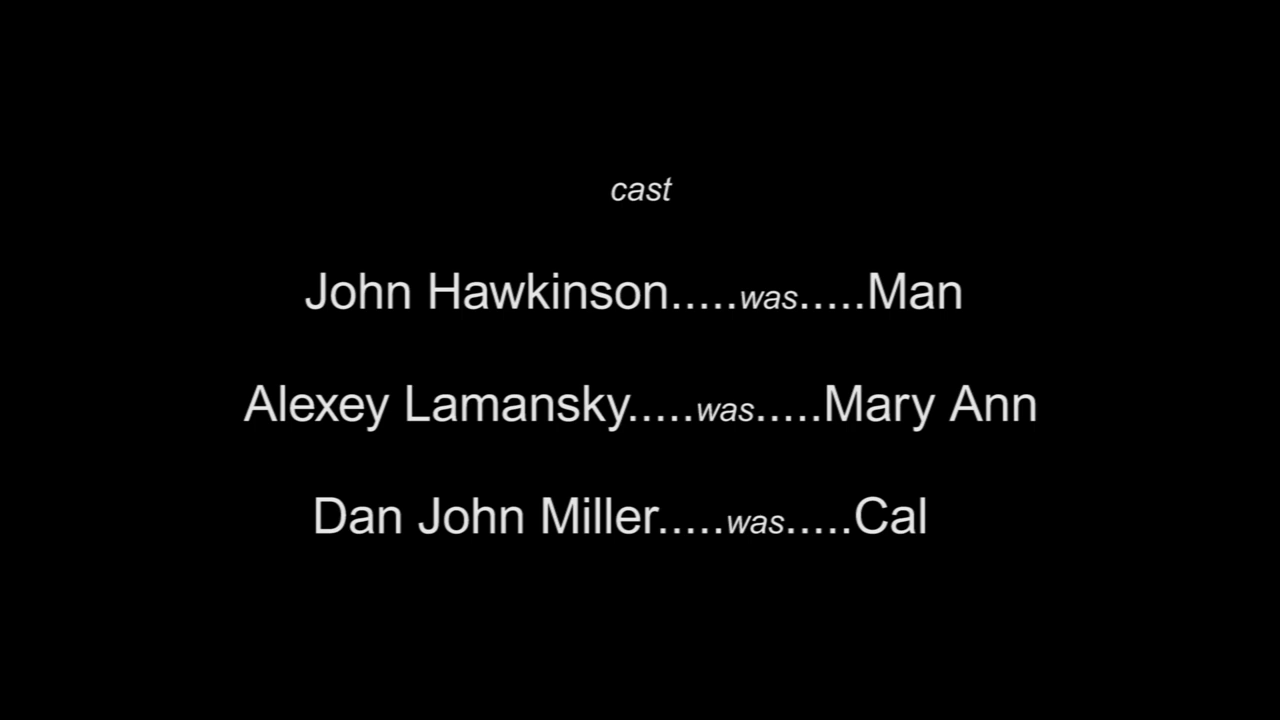 cast
John Hawkinson.....was.....Man
Alexey Lamansky.....was.....Mary Ann
Dan John Miller.....was.....Cal